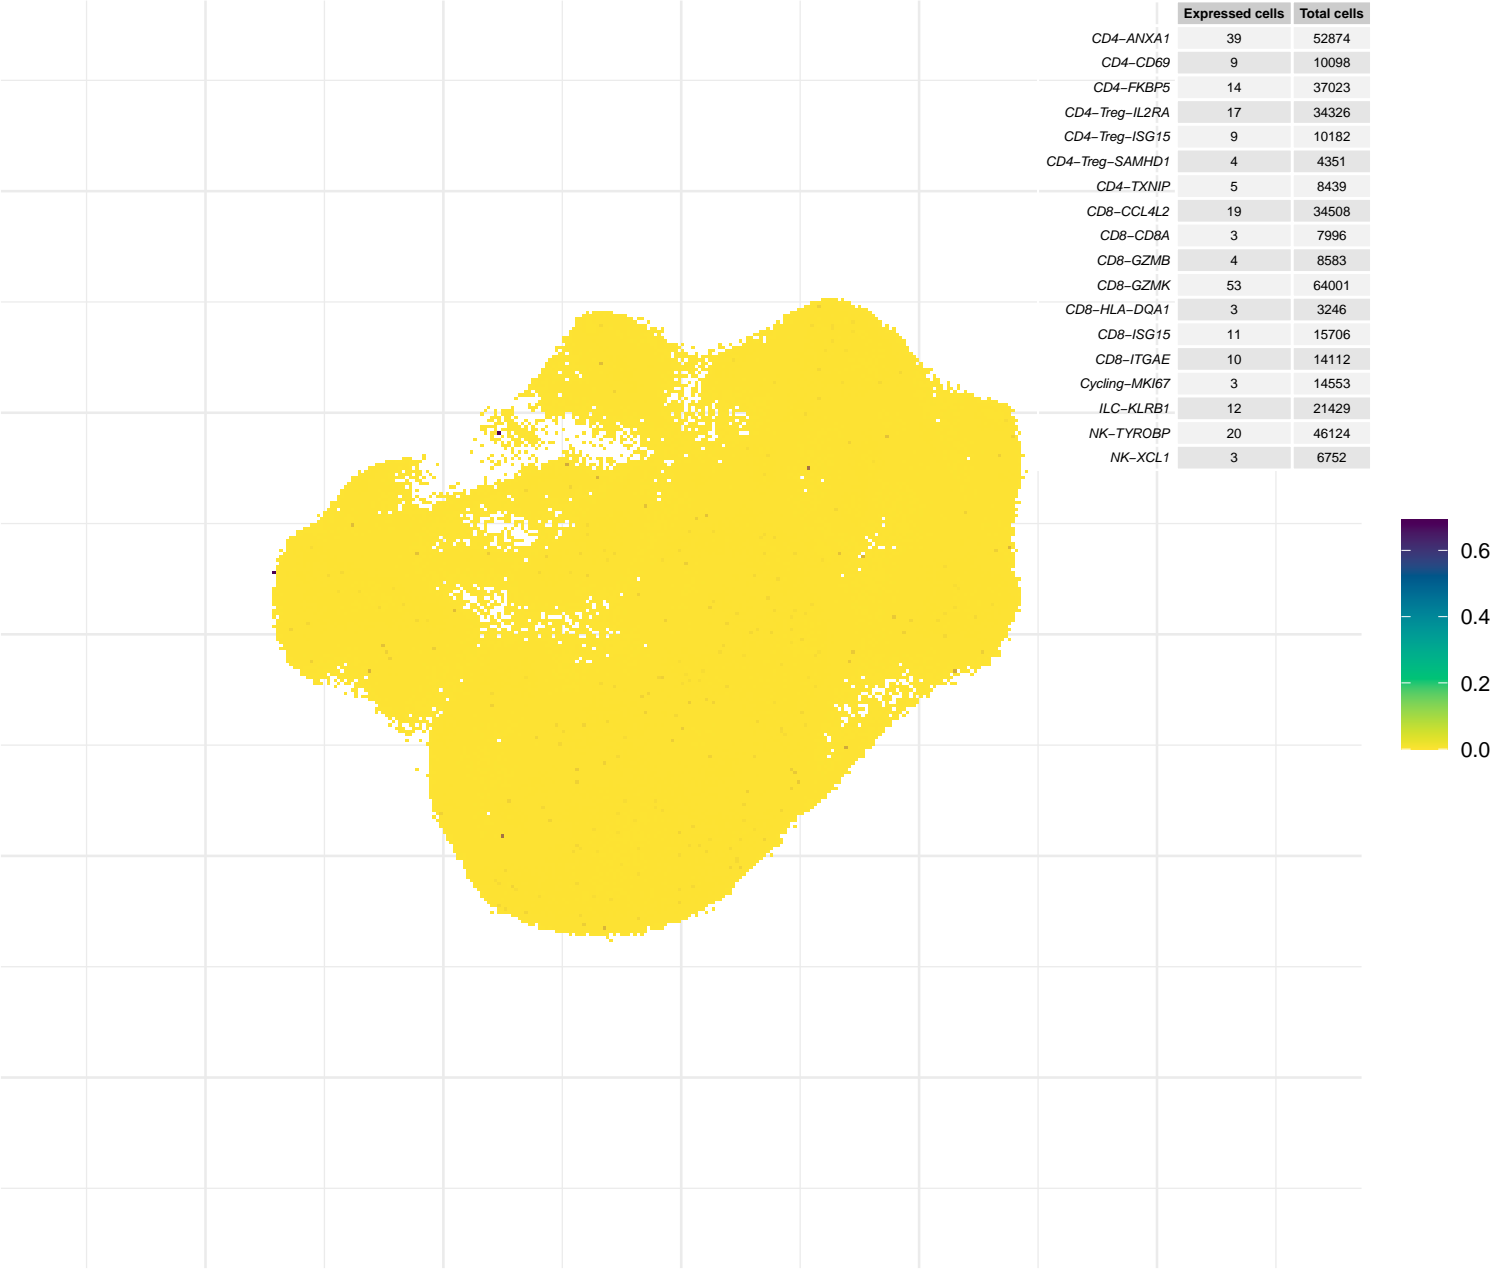 Expressed cells Total cells
CD4−ANXA1 39 52874
CD4−CD69 9 10098
CD4−FKBP5 14 37023
CD4−Treg−IL2RA 17 34326
CD4−Treg−ISG15 9 10182
CD4−Treg−SAMHD1 4 4351
CD4−TXNIP 5 8439
CD8−CCL4L2 19 34508
CD8−CD8A 3 7996
CD8−GZMB 4 8583
CD8−GZMK 53 64001
CD8−HLA−DQA1 3 3246
CD8−ISG15 11 15706
CD8−ITGAE 10 14112
Cycling−MKI67 3 14553
ILC−KLRB1 12 21429
NK−TYROBP 20 46124
NK−XCL1 3 6752
0.6
0.4
0.2
0.0